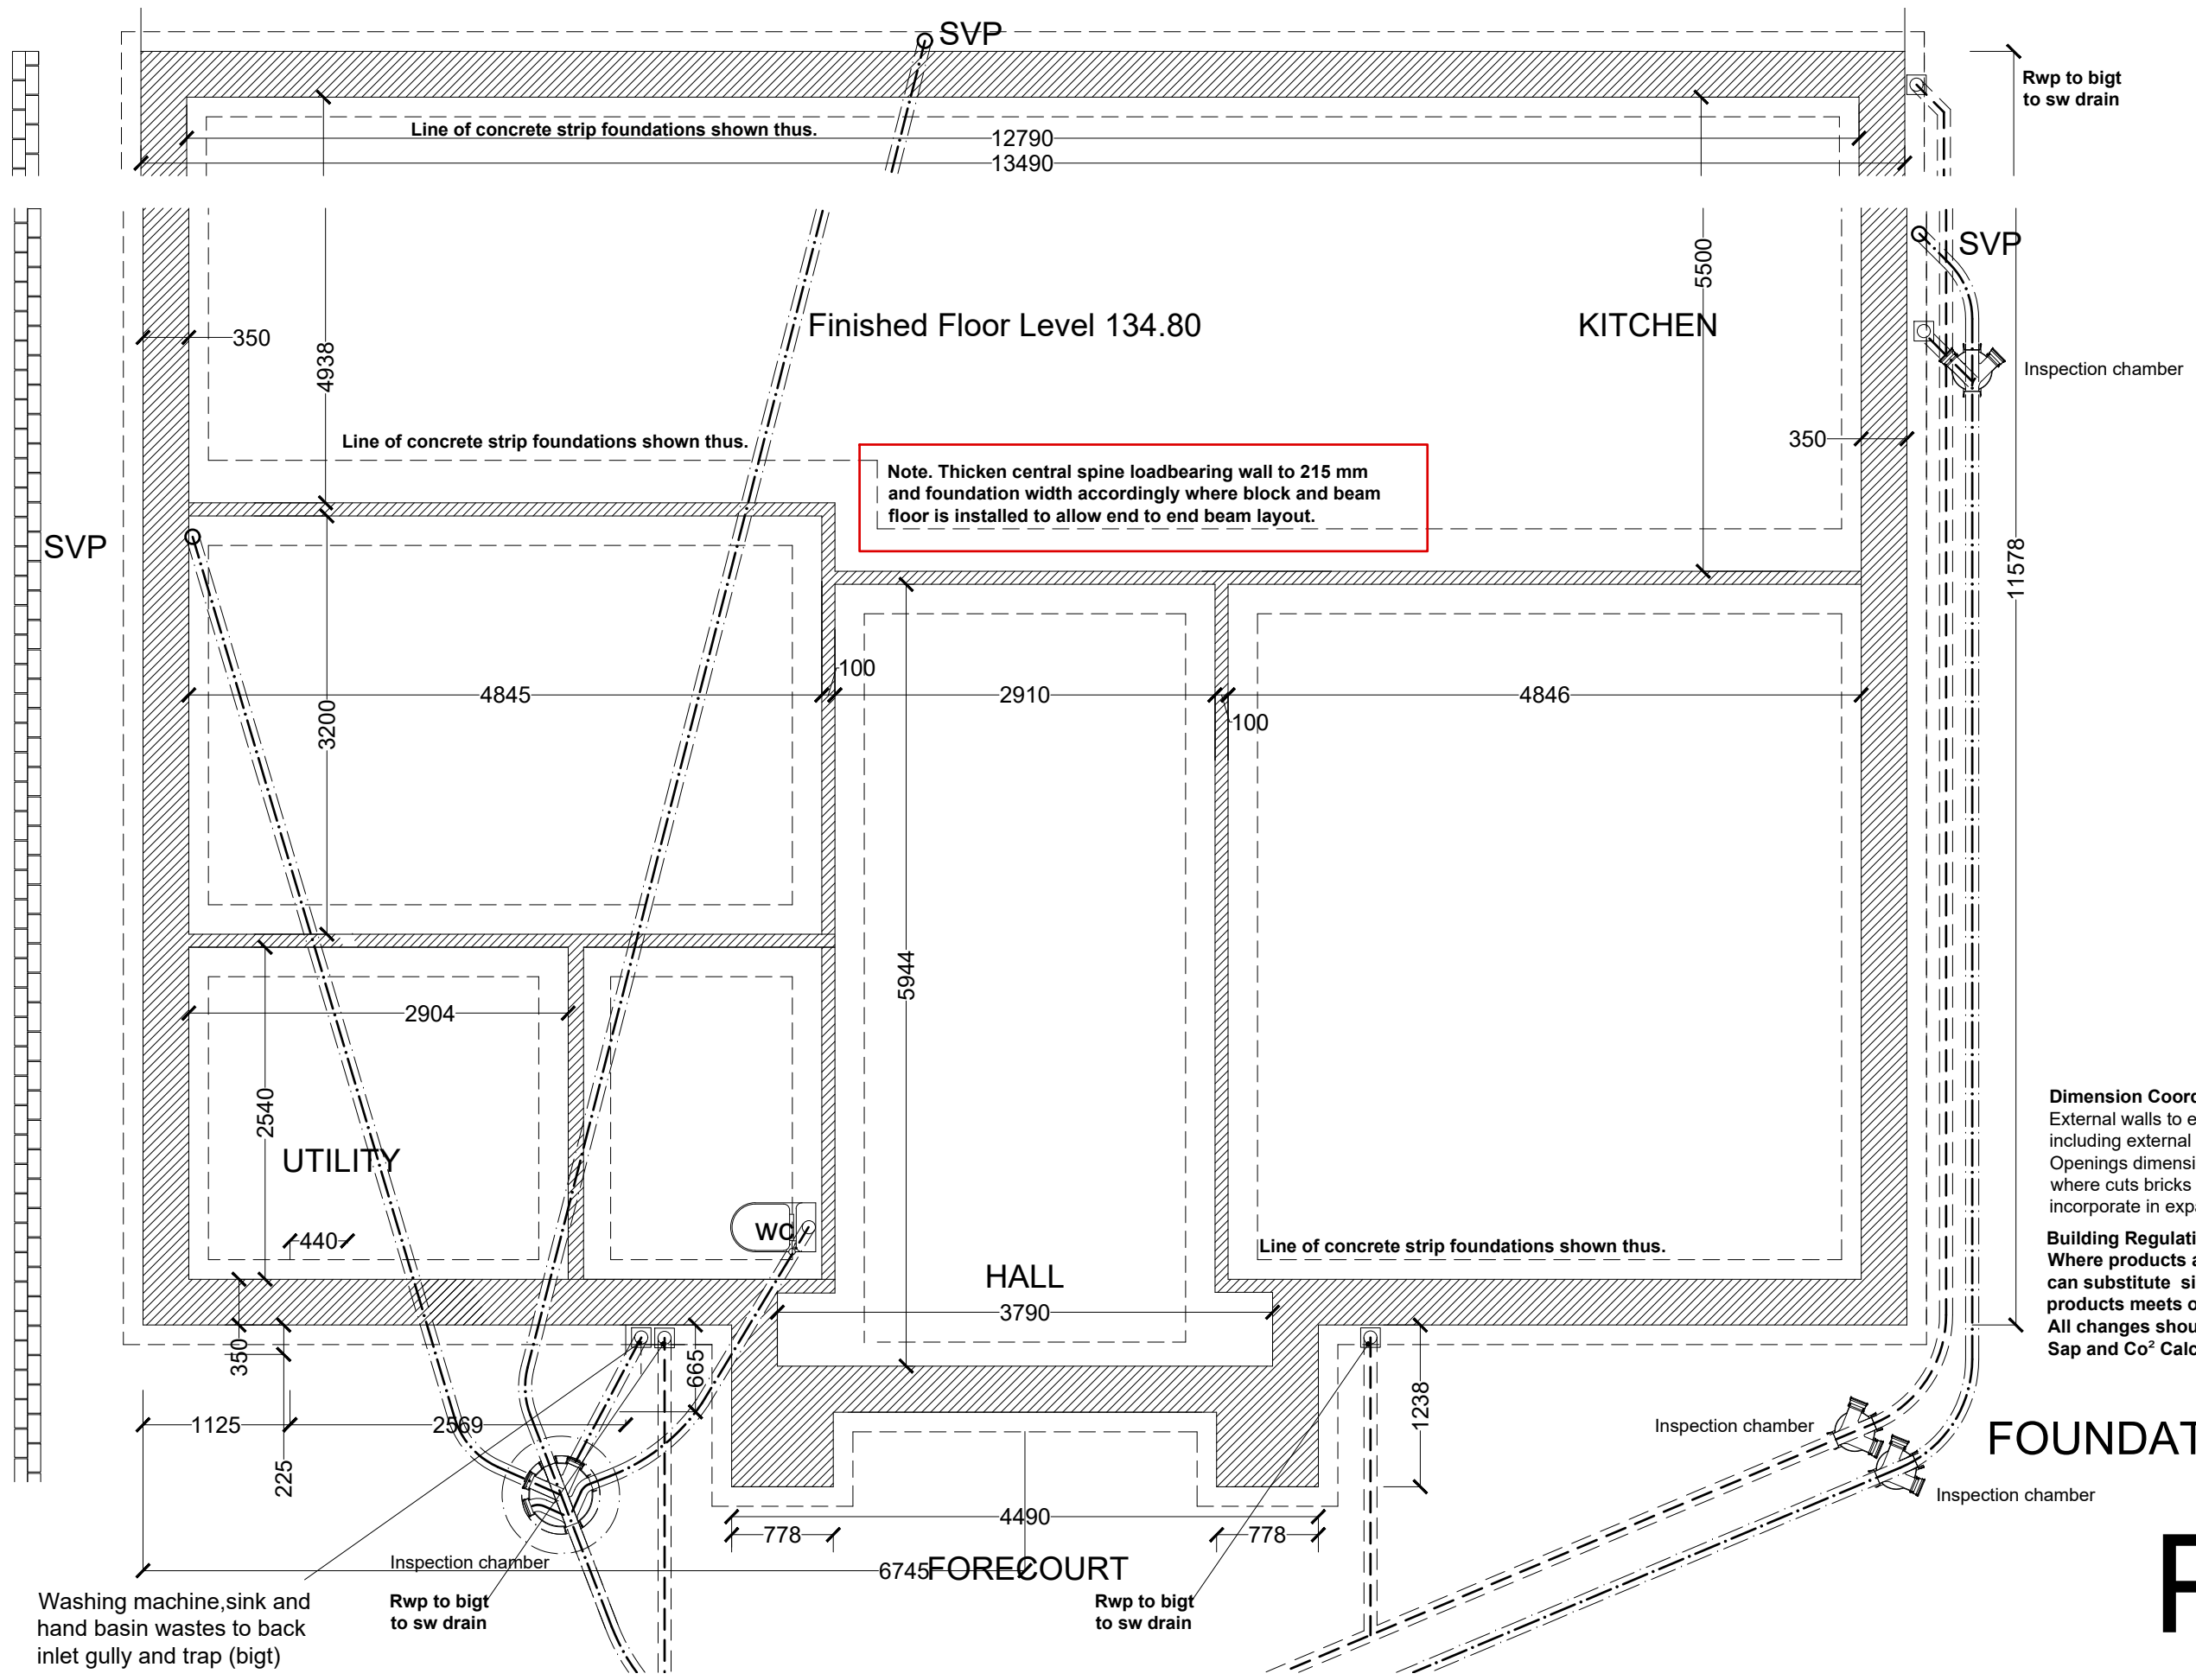 SVP
Rwp to bigt
to sw drain
Line of concrete strip foundations shown thus.
12790
13490
SVP
5500
Finished Floor Level 134.80
KITCHEN
350
4938
Inspection chamber
350
Line of concrete strip foundations shown thus.
Note. Thicken central spine loadbearing wall to 215 mm
and foundation width accordingly where block and beam
floor is installed to allow end to end beam layout.
SVP
11578
100
4845
2910
4846
3200
100
5944
2904
2540
UTILITY
440
wc
HALL
3790
Line of concrete strip foundations shown thus.
Dimension Coord
External walls to e
including external
Openings dimensi
where cuts bricks
incorporate in exp
Building Regulati
Where products a
can substitute si
products meets o
All changes shou
Sap and Co² Calc
350
665
1238
1125
2569
225
Inspection chamber
FOUNDAT
Inspection chamber
4490
778
778
Inspection chamber
6745
FORECOURT
Washing machine,sink and
hand basin wastes to back
inlet gully and trap (bigt)
Rwp to bigt
to sw drain
Rwp to bigt
to sw drain